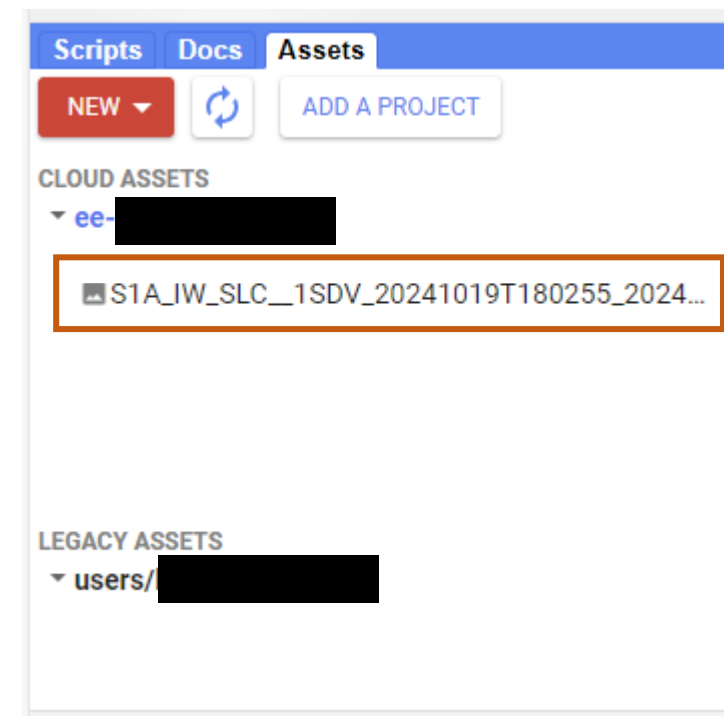 Scripts Docs Assets
NEW ADD A PROJECT
CLOUD ASSETS
ee-
S1A_IW_SLC__1SDV_20241019T180255_2024...
LEGACY ASSETS
users/